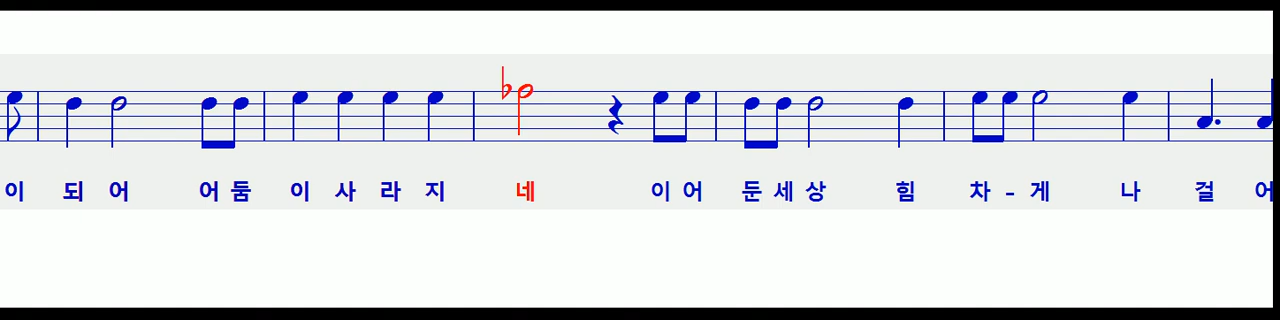 이 되 어 어 둠 이 사 라 지 네 이 어 둔 세 상 힘 차 - 게 나 걸 어